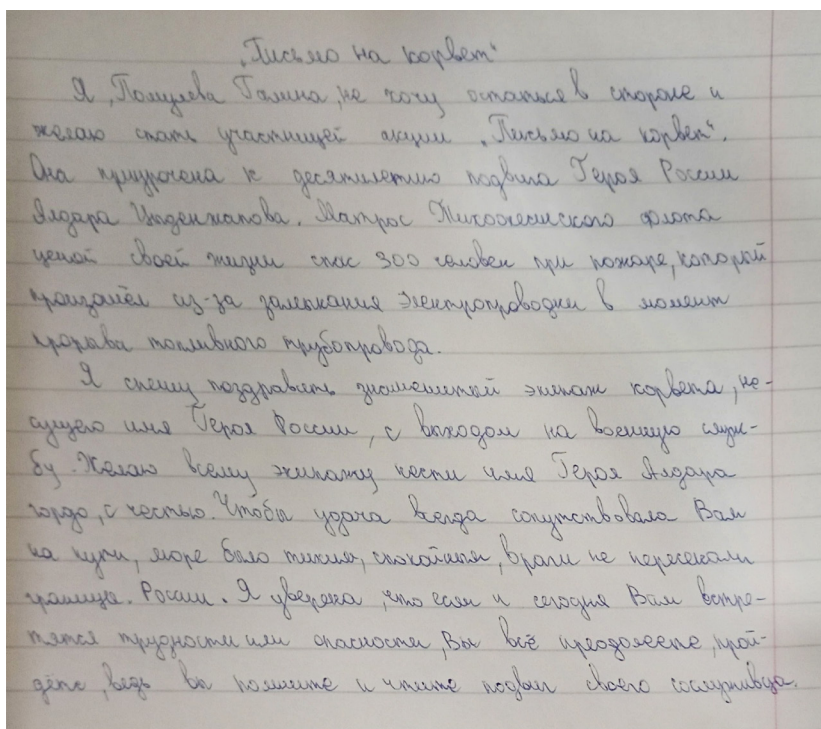 „Письмо на корвет"
Я, Помулева Галина, не хочу остаться в стороне и
желаю стать участницей акции „Письмо на корвет".
Она приурочена к десятилетию подвига Героя России
Алдара Цыденжапова. Матрос Тихоокеанского флота
ценой своей жизни спас 300 человек при пожаре, который
произошёл из-за замыкания электропроводки в момент
прорыва топливного трубопровода.
Я спешу поздравить знаменитый экипаж корвета, не-
сущего имя Героя России, с выходом на военную служ-
бу. Желаю всему экипажу нести имя Героя Алдара
гордо, с честью. Чтобы удача всегда сопутствовала Вам
на пути, море было тихим, спокойным, враги не пересекали
границы России. Я уверена, что если и сегодня Вам встре-
тятся трудности или опасности, Вы всё преодолеете, прой-
дёте, ведь вы помните и чтите подвиг своего сослуживца.